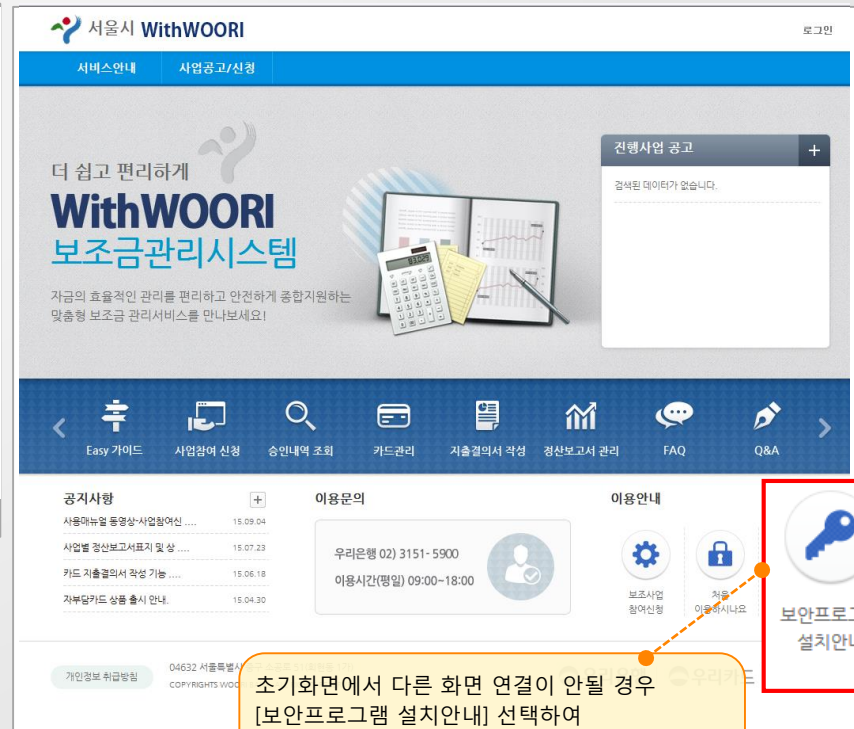 서울시 WithWOORI
로그인
서비스안내 사업공고/신청
더 쉽고 편리하게
WithWOORI
보조금관리시스템
자금의 효율적인 관리를 편리하고 안전하게 종합지원하는
맞춤형 보조금 관리서비스를 만나보세요!
진행사업 공고 +
검색된 데이터가 없습니다.
Easy 가이드 사업참여 신청 승인내역 조회 카드관리 지출결의서 작성 정산보고서 관리 FAQ Q&A
공지사항 +
사용매뉴얼 동영상-사업참여신 .... 15.09.04
사업별 정산보고서표지 및 상 .... 15.07.23
카드 지출결의서 작성 기능 .... 15.06.18
자부담카드 상품 출시 안내. 15.04.30
이용문의
우리은행 02) 3151- 5900
이용시간(평일) 09:00~18:00
이용안내
보조사업
참여신청
처음
이용하시나요
보안프로그
설치안내
개인정보 취급방침
04632 서울특별시
COPYRIGHTS WOO
우리카드
초기화면에서 다른 화면 연결이 안될 경우
[보안프로그램 설치안내] 선택하여